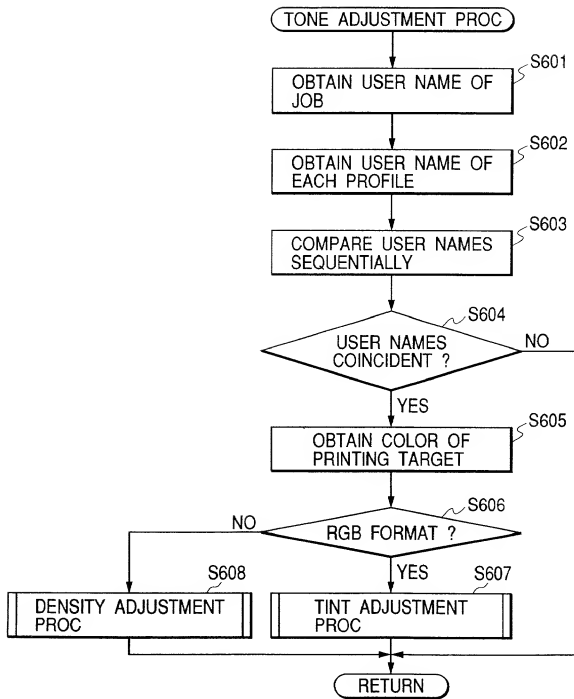 TONE ADJUSTMENT PROC
S601
OBTAIN USER NAME OF
JOB
S602
OBTAIN USER NAME OF
EACH PROFILE
S603
COMPARE USER NAMES
SEQUENTIALLY
S604
USER NAMES
COINCIDENT ?
NO
YES
S605
OBTAIN COLOR OF
PRINTING TARGET
S606
RGB FORMAT ?
NO
YES
S608
DENSITY ADJUSTMENT
PROC
S607
TINT ADJUSTMENT
PROC
RETURN